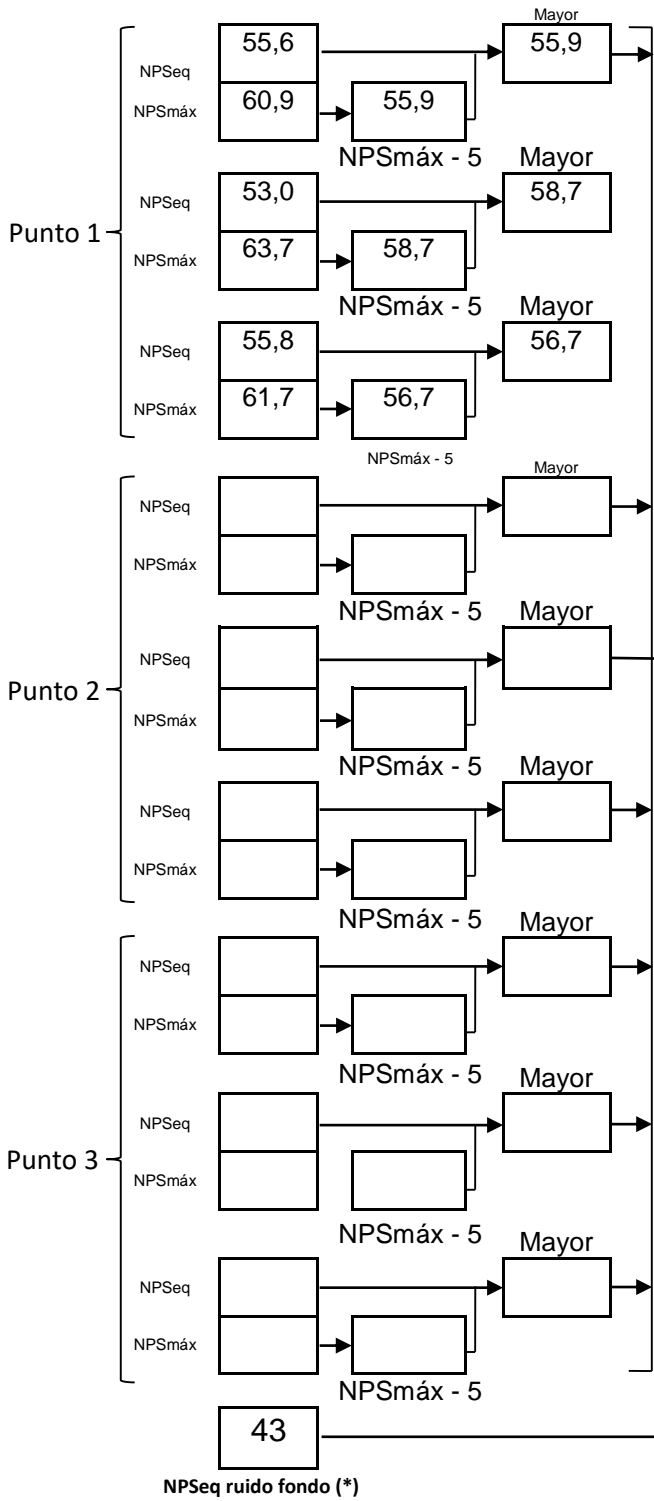 Mayor
55,6 55,9
NPSeq
NPSmáx 60,9 55,9
NPSmáx - 5 Mayor
NPSeq 53,0 58,7
Punto 1
NPSmáx 63,7 58,7
NPSmáx - 5 Mayor
NPSeq 55,8 56,7
NPSmáx 61,7 56,7
NPSmáx - 5 Mayor
NPSeq
NPSmáx
NPSmáx - 5 Mayor
NPSeq
Punto 2
NPSmáx
NPSmáx - 5 Mayor
NPSeq
NPSmáx
NPSmáx - 5 Mayor
NPSeq
NPSmáx
NPSmáx - 5 Mayor
NPSeq
Punto 3
NPSmáx
NPSmáx - 5 Mayor
NPSeq
NPSmáx
NPSmáx - 5
43
NPSeq ruido fondo (*)